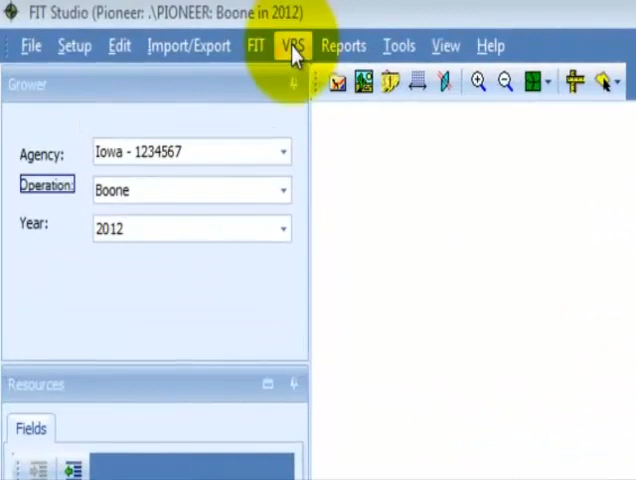 FIT Studio (Pioneer: .\PIONEER: Boone in 2012)
File Setup Edit Import/Export FIT VRS Reports Tools View Help
Grower
Agency: Iowa - 1234567
Operation: Boone
Year: 2012
Resources
Fields